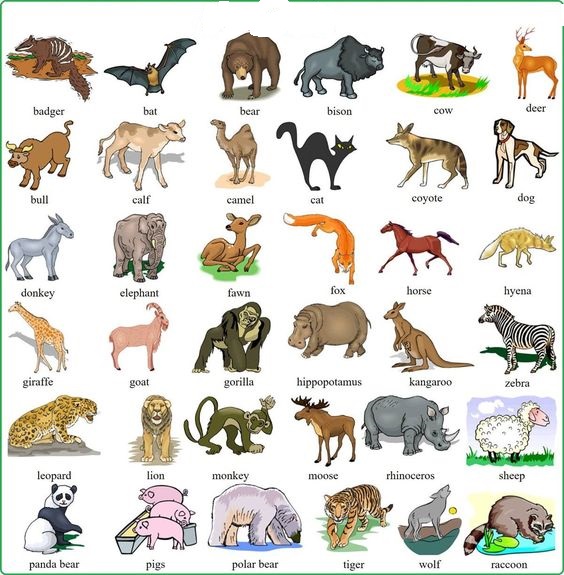 badger bat bear bison cow deer
bull calf camel cat coyote dog
donkey elephant fawn fox horse hyena
giraffe goat gorilla hippopotamus kangaroo zebra
leopard lion monkey moose rhinoceros sheep
panda bear pigs polar bear tiger wolf raccoon